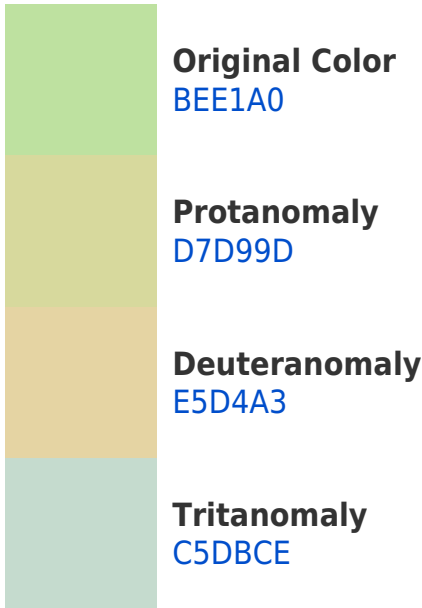 Original Color
BEE1A0
Protanomaly
D7D99D
Deuteranomaly
E5D4A3
Tritanomaly
C5DBCE